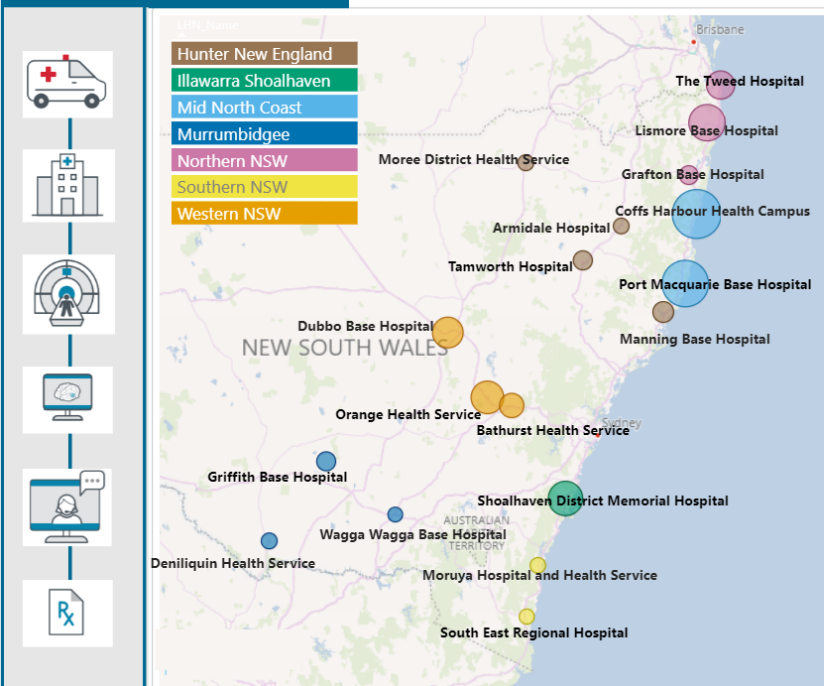 LHN_Name
Hunter New England
Illawarra Shoalhaven
Mid North Coast
Murrumbidgee
Northern NSW
Southern NSW
Western NSW
Brisbane
The Tweed Hospital
Lismore Base Hospital
Moree District Health Service
Grafton Base Hospital
Coffs Harbour Health Campus
Armidale Hospital
Tamworth Hospital
Port Macquarie Base Hospital
Dubbo Base Hospital
Manning Base Hospital
NEW SOUTH WALES
Orange Health Service
Sydney
Bathurst Health Service
Griffith Base Hospital
Shoalhaven District Memorial Hospital
AUSTRALIAN
Wagga Wagga Base Hospital
TERRITORY
Deniliquin Health Service
Moruya Hospital and Health Service
Rx
South East Regional Hospital